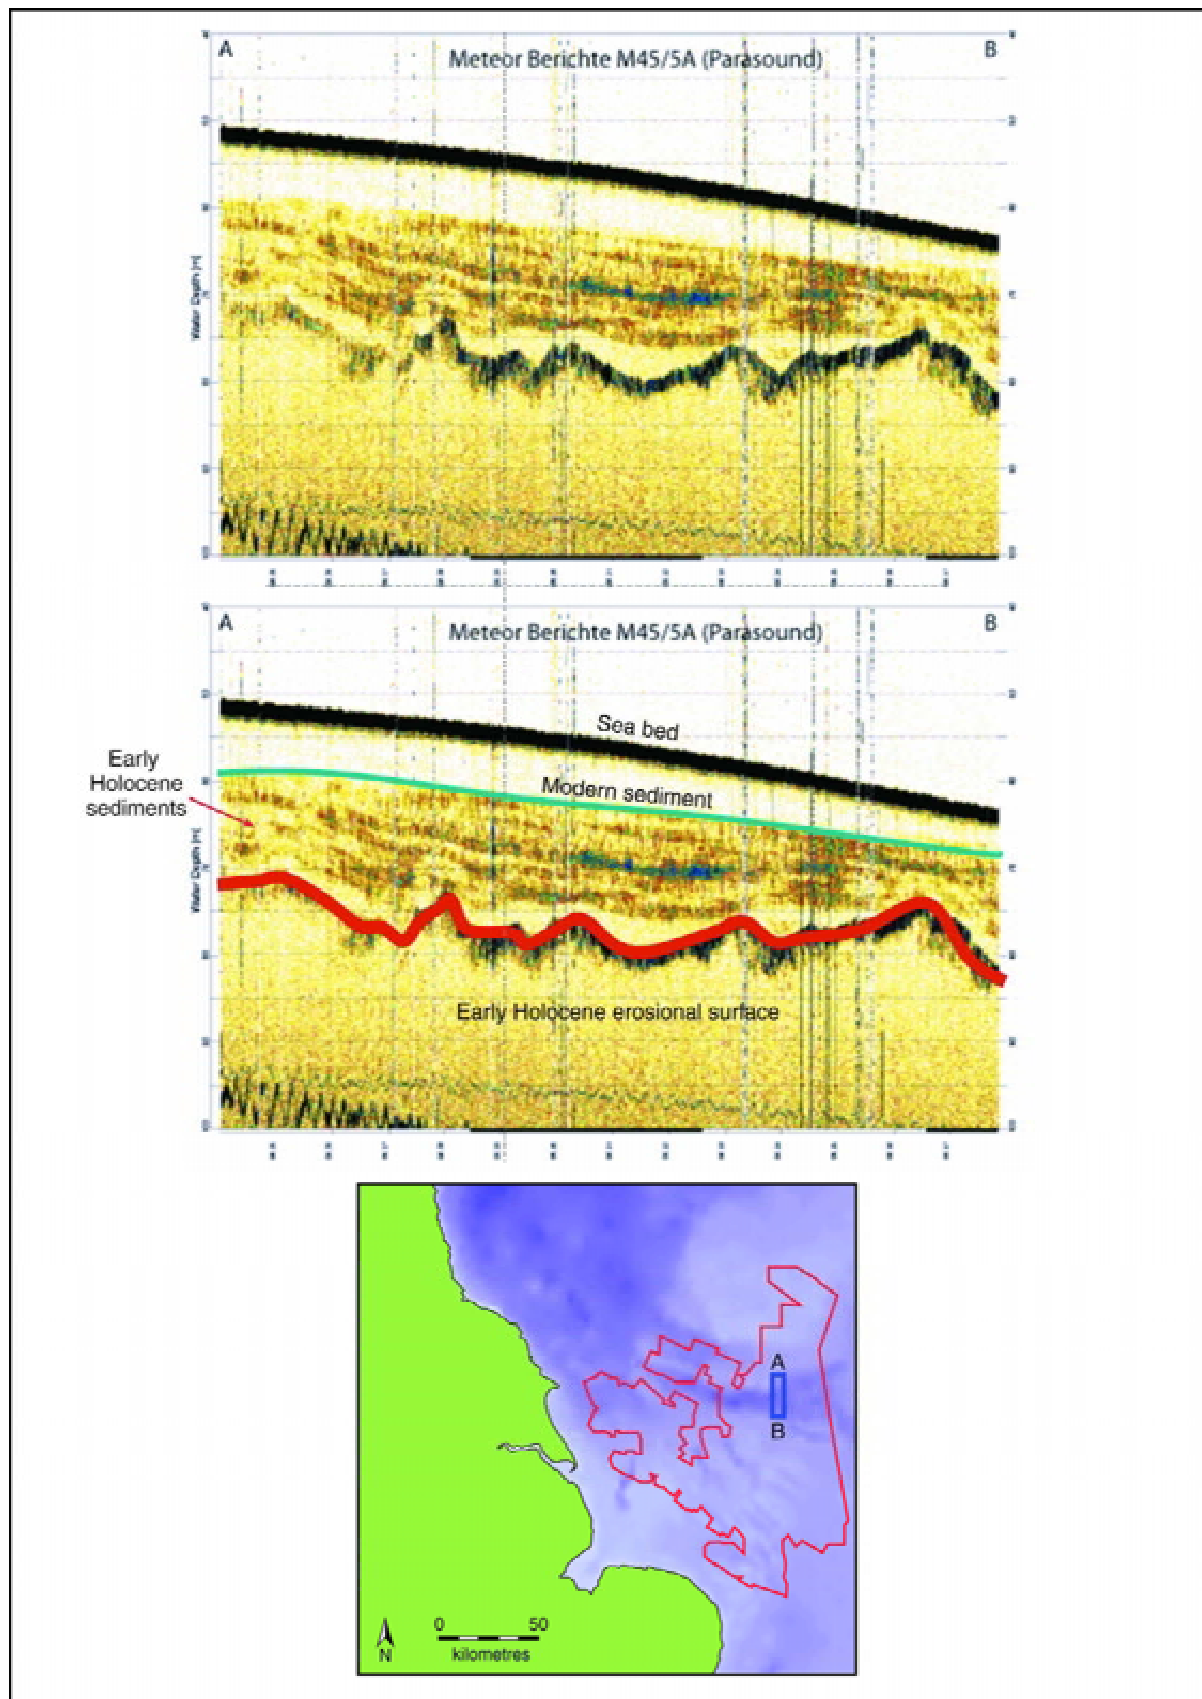 A
B
Meteor Berichte M45/5A (Parasound)
Water Depth [m]
A
B
Meteor Berichte M45/5A (Parasound)
Sea bed
Modern sediment
Early
Holocene
sediments
Water Depth [m]
Early Holocene erosional surface
A
B
0 50
kilometres
N